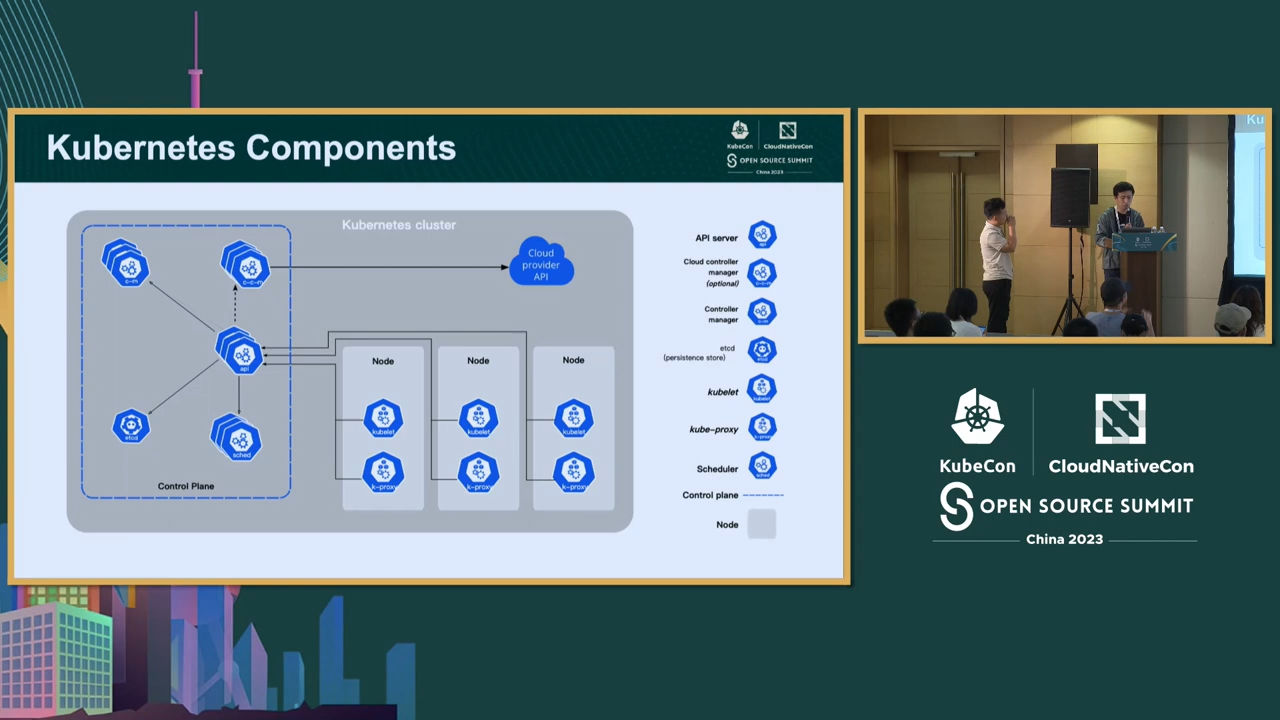 Kubernetes Components
KubeCon
CloudNativeCon
OPEN SOURCE SUMMIT
China 2023
Kubernetes cluster
c-m
c-c-m
Cloud
provider
API
api
etcd
sched
Control Plane
Node
Node
Node
kubelet
kubelet
kubelet
k-proxy
k-proxy
k-proxy
API server
api
Cloud controller
manager
(optional)
c-c-m
Controller
manager
c-m
etcd
(persistence store)
etcd
kubelet
kubelet
kube-proxy
k-proxy
Scheduler
sched
Control plane
Node
Ku
KubeCon
CloudNativeCon
OPEN SOURCE SUMMIT
China 2023